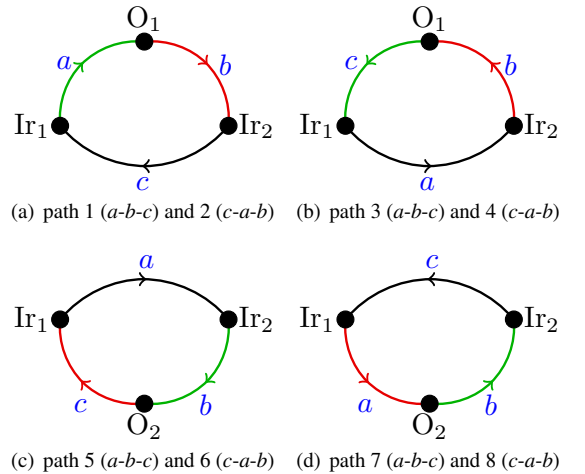 O₁
a
b
Ir₁
Ir₂
c
(a) path 1 (a-b-c) and 2 (c-a-b)
O₁
c
b
Ir₁
Ir₂
a
(b) path 3 (a-b-c) and 4 (c-a-b)
a
Ir₁
Ir₂
c
b
O₂
(c) path 5 (a-b-c) and 6 (c-a-b)
c
Ir₁
Ir₂
a
b
O₂
(d) path 7 (a-b-c) and 8 (c-a-b)